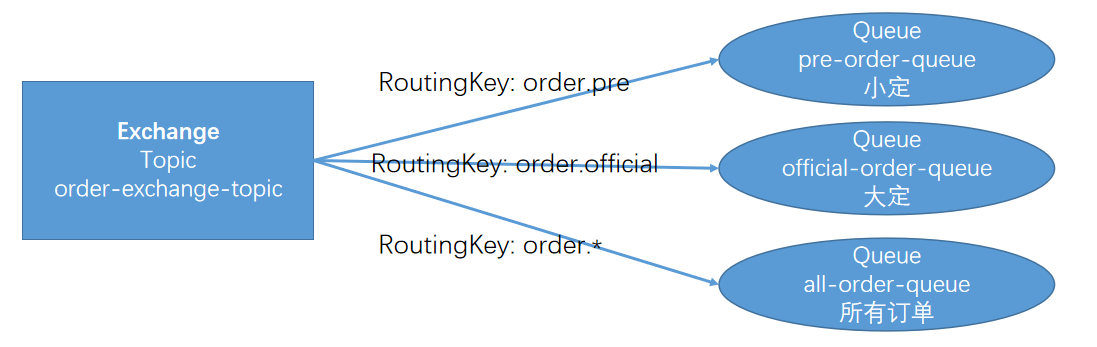 Exchange
Topic
order-exchange-topic
RoutingKey: order.pre
RoutingKey: order.official
RoutingKey: order.*
Queue
pre-order-queue
小定
Queue
official-order-queue
大定
Queue
all-order-queue
所有订单